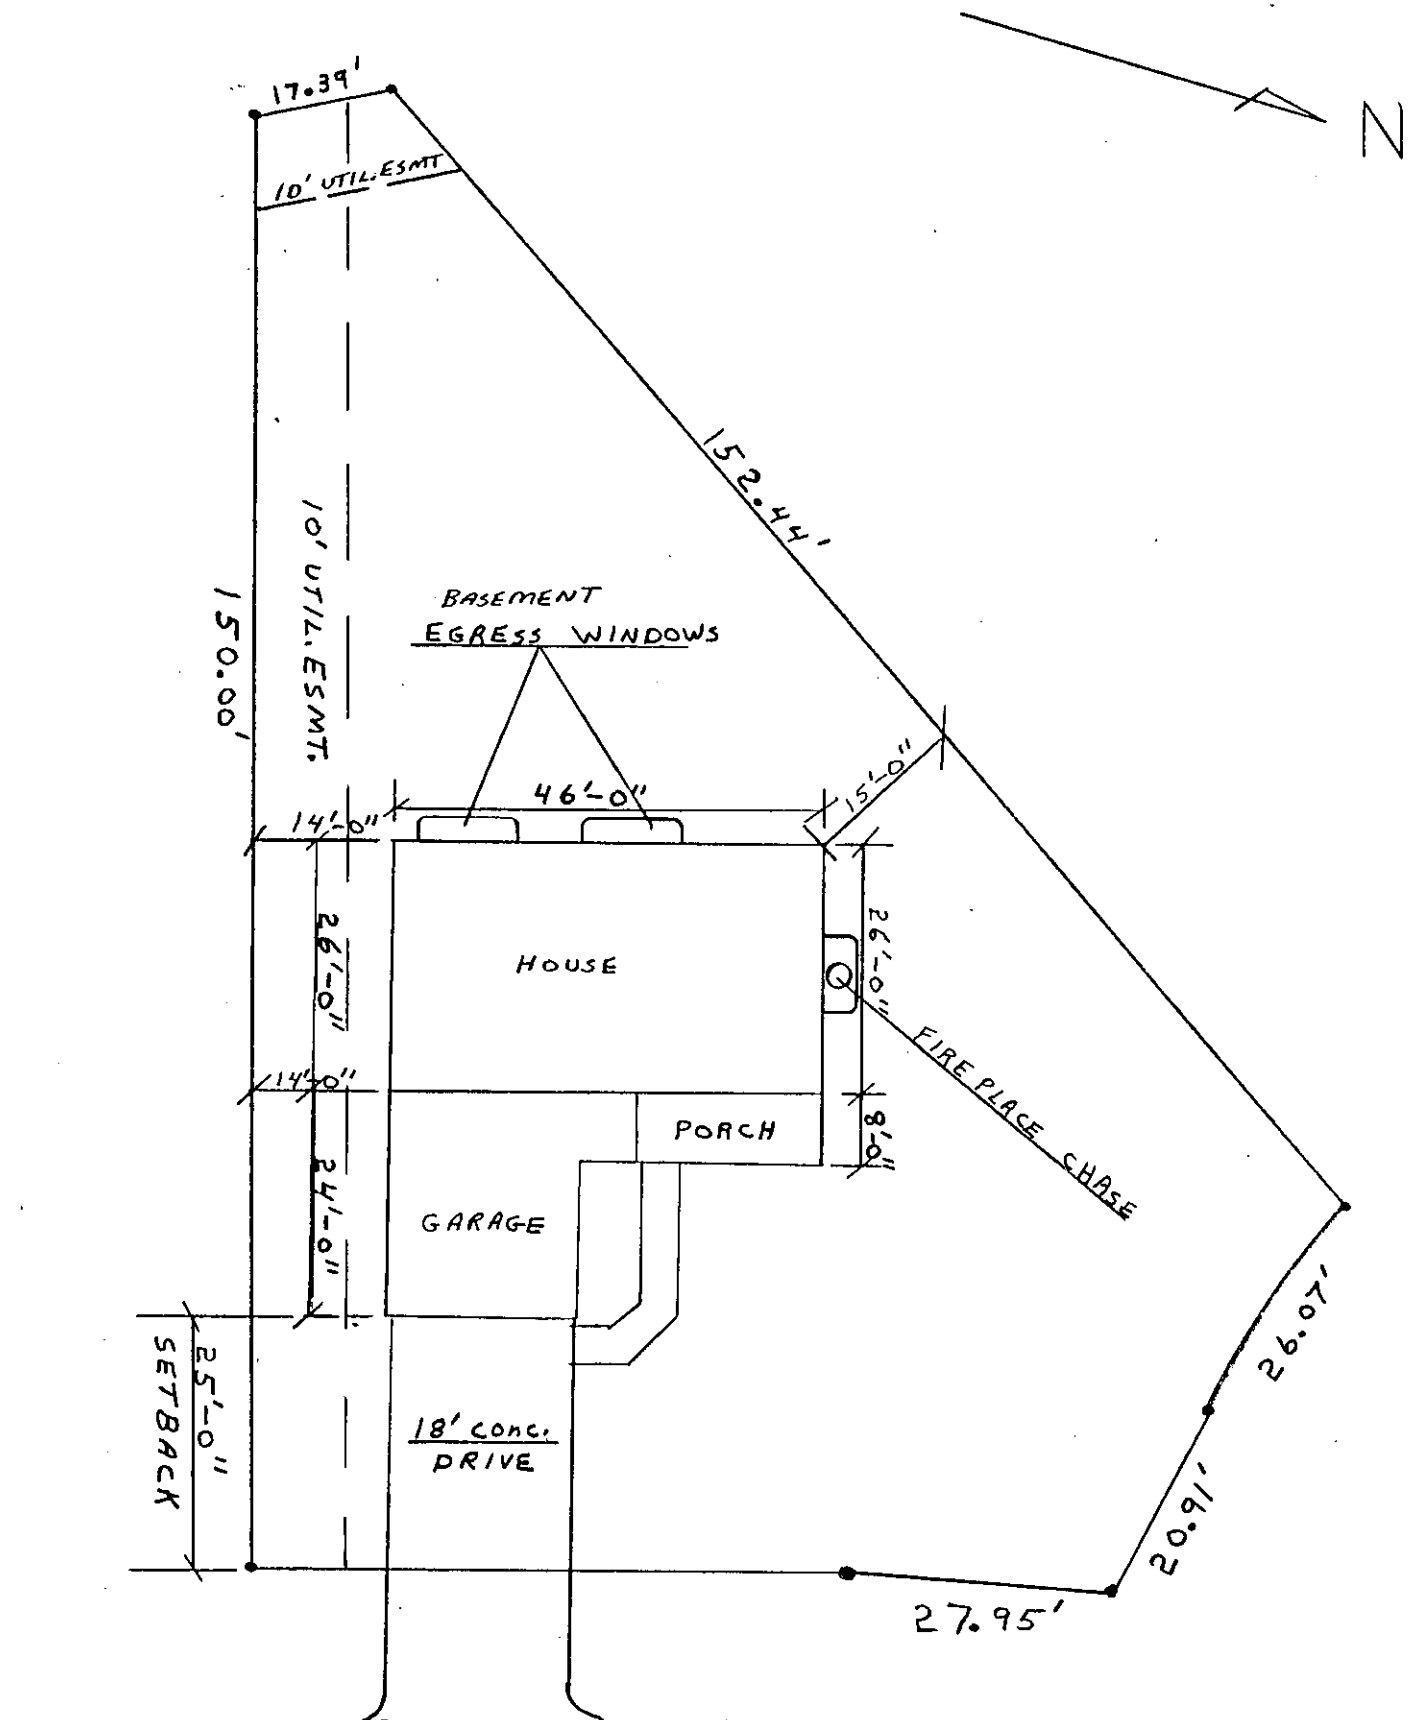 17.39'
N
10' UTIL. ESMT
152.44'
10' UTIL. ESMT.
150.00'
BASEMENT
EGRESS WINDOWS
46'-0"
15'-0"
14'-0"
26'-0"
HOUSE
26'-0"
FIRE PLACE CHASE
14'-0"
PORCH
8'-0"
24'-0"
GARAGE
25'-0"
SETBACK
18' CONC.
DRIVE
26.07'
20.91'
27.95'